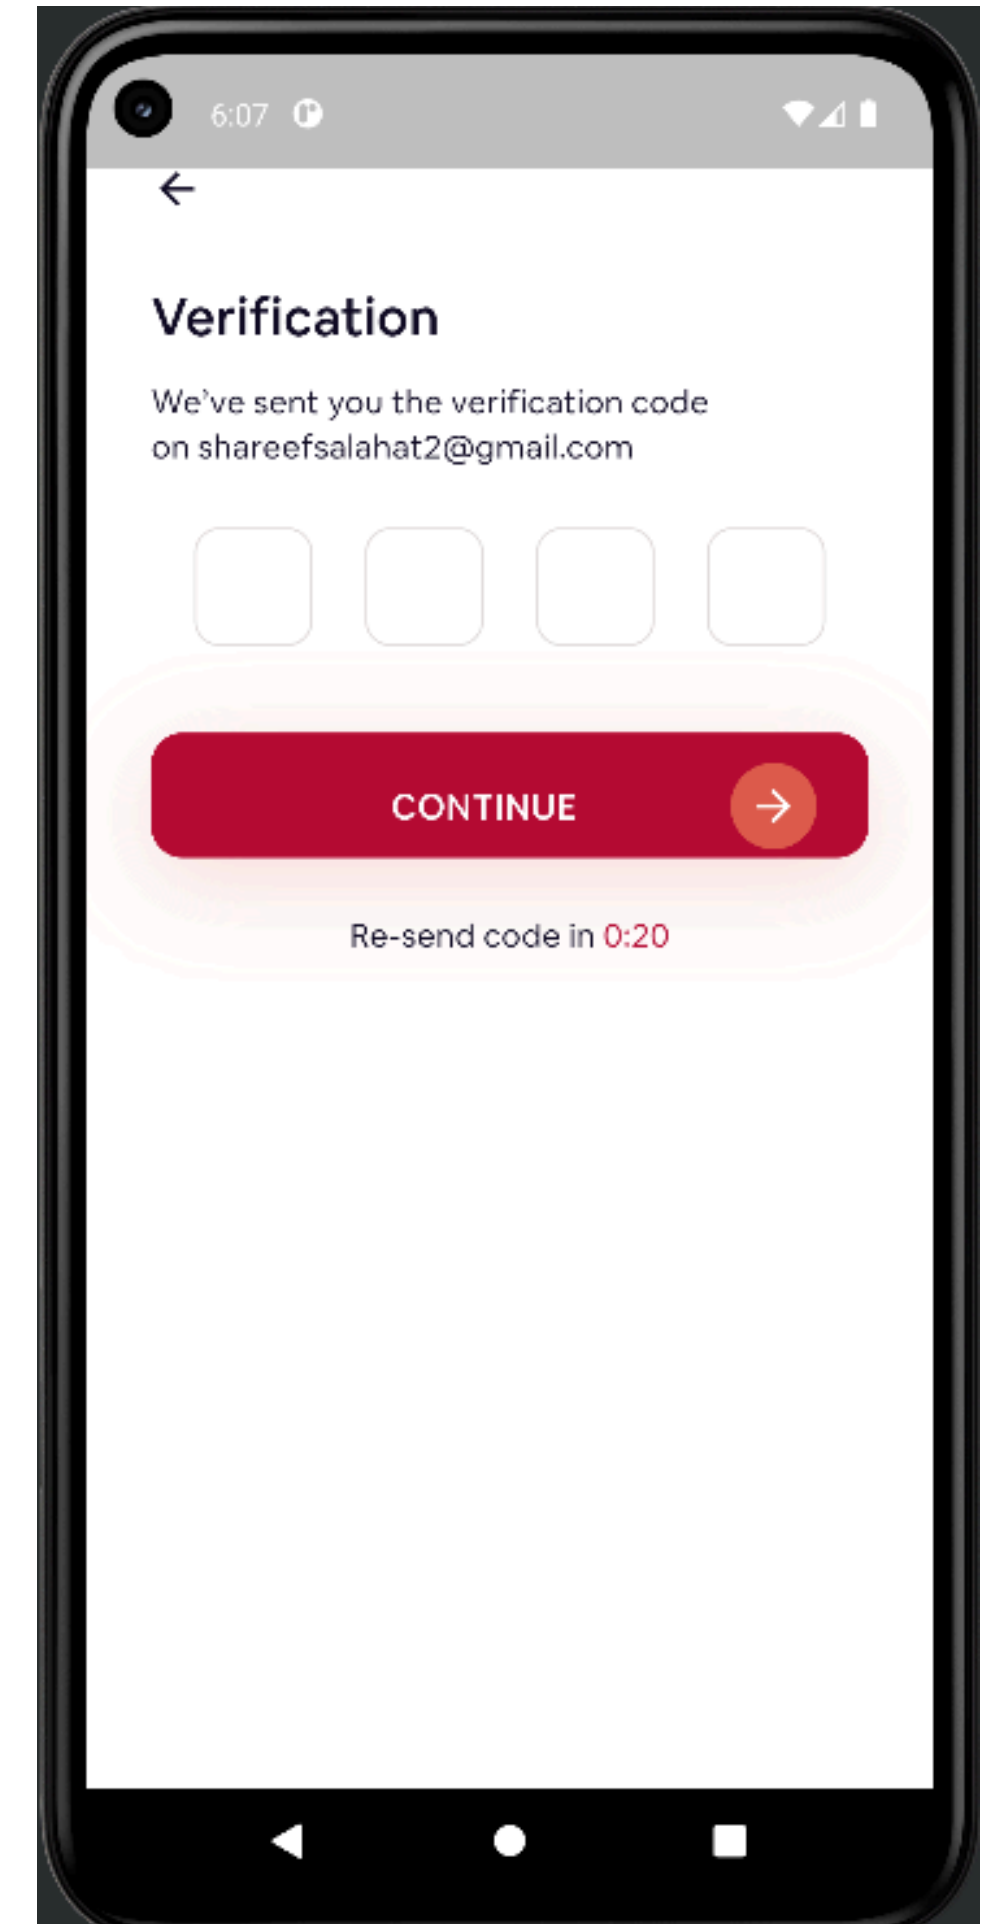 6:07
Verification
We've sent you the verification code
on shareefsalahat2@gmail.com
CONTINUE
Re-send code in 0:20